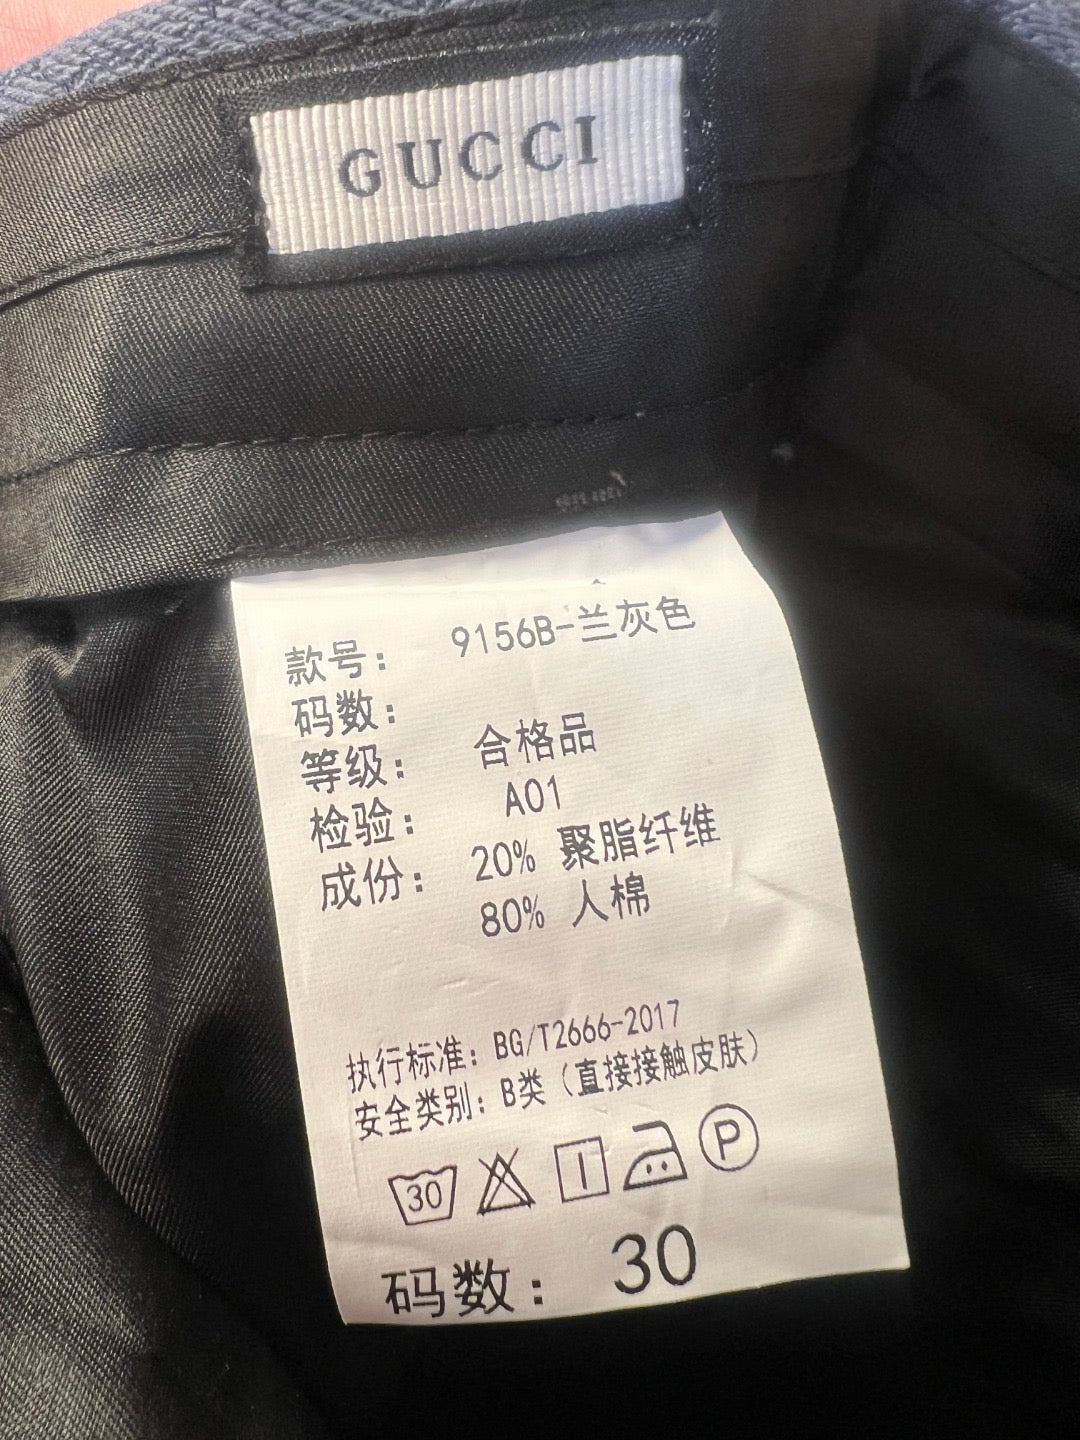 GUCCI
款号： 9156B-兰灰色
码数：
等级： 合格品
检验： A01
成份： 20% 聚脂纤维
80% 人棉
执行标准：BG/T2666-2017
安全类别：B类（直接接触皮肤）
30 P
码数： 30